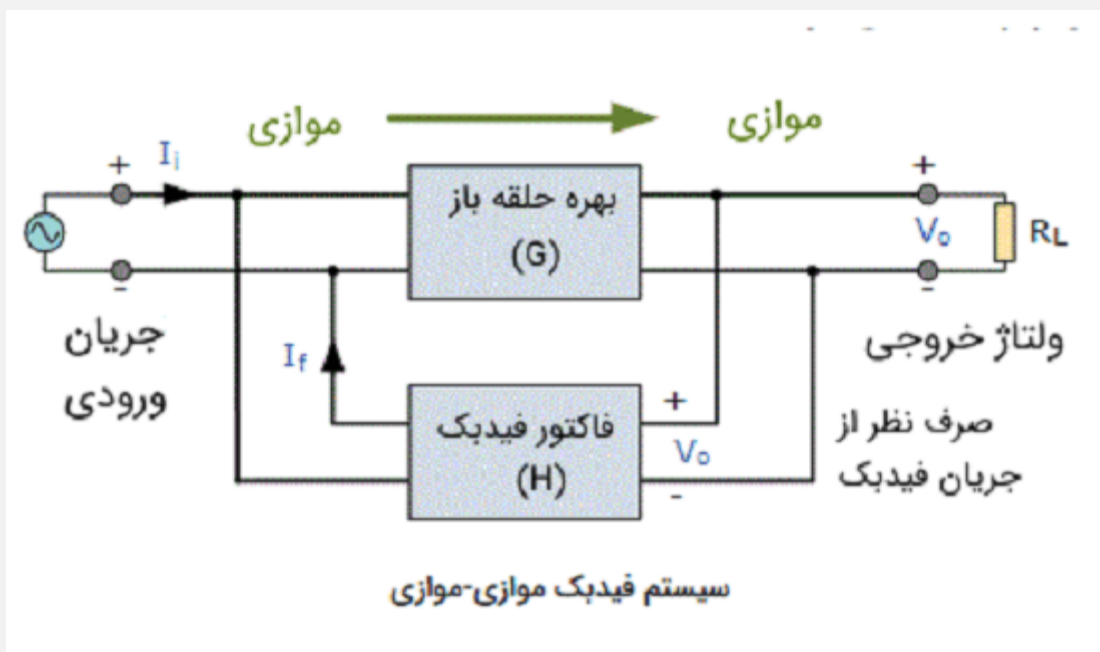 موازی
موازی
+
Ii
+
بهره حلقه باز
(G)
Vo
RL
-
-
جریان
ورودی
If
ولتاژ خروجی
فاکتور فیدبک
(H)
+
Vo
-
صرف نظر از
جریان فیدبک
سیستم فیدبک موازی-موازی